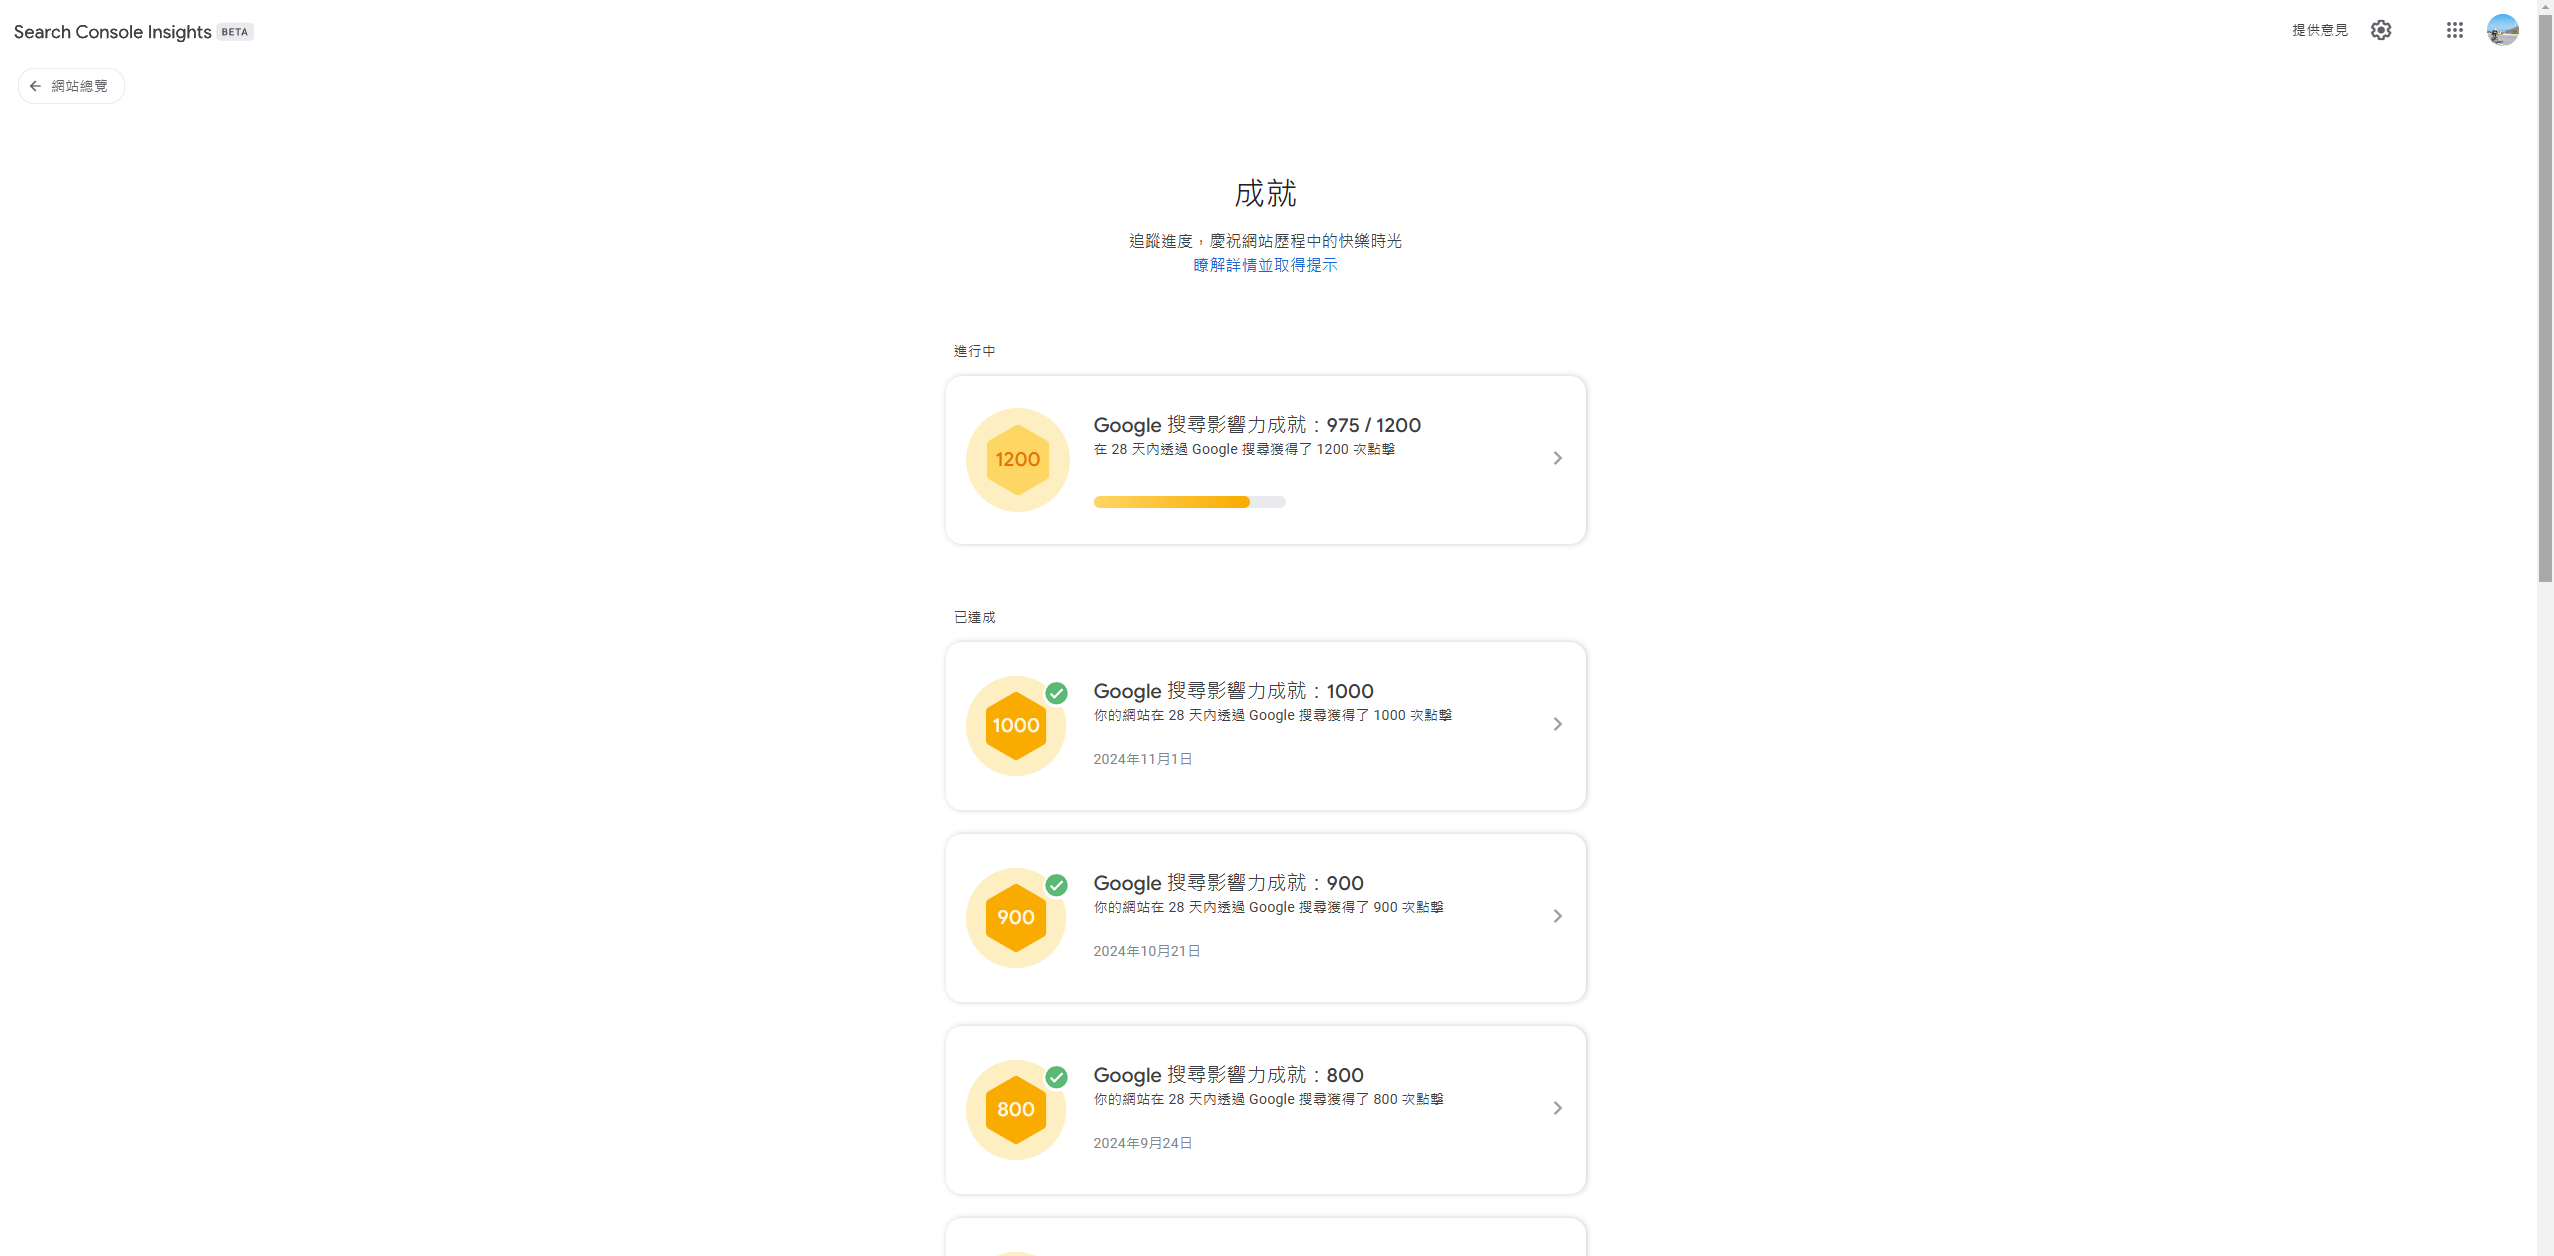 Search Console Insights BETA
提供意見
網站總覽
成就
追蹤進度，慶祝網站歷程中的快樂時光
瞭解詳情並取得提示
進行中
1200
Google 搜尋影響力成就：975 / 1200
在 28 天內透過 Google 搜尋獲得了 1200 次點擊
已達成
1000
Google 搜尋影響力成就：1000
你的網站在 28 天內透過 Google 搜尋獲得了 1000 次點擊
2024年11月1日
900
Google 搜尋影響力成就：900
你的網站在 28 天內透過 Google 搜尋獲得了 900 次點擊
2024年10月21日
800
Google 搜尋影響力成就：800
你的網站在 28 天內透過 Google 搜尋獲得了 800 次點擊
2024年9月24日